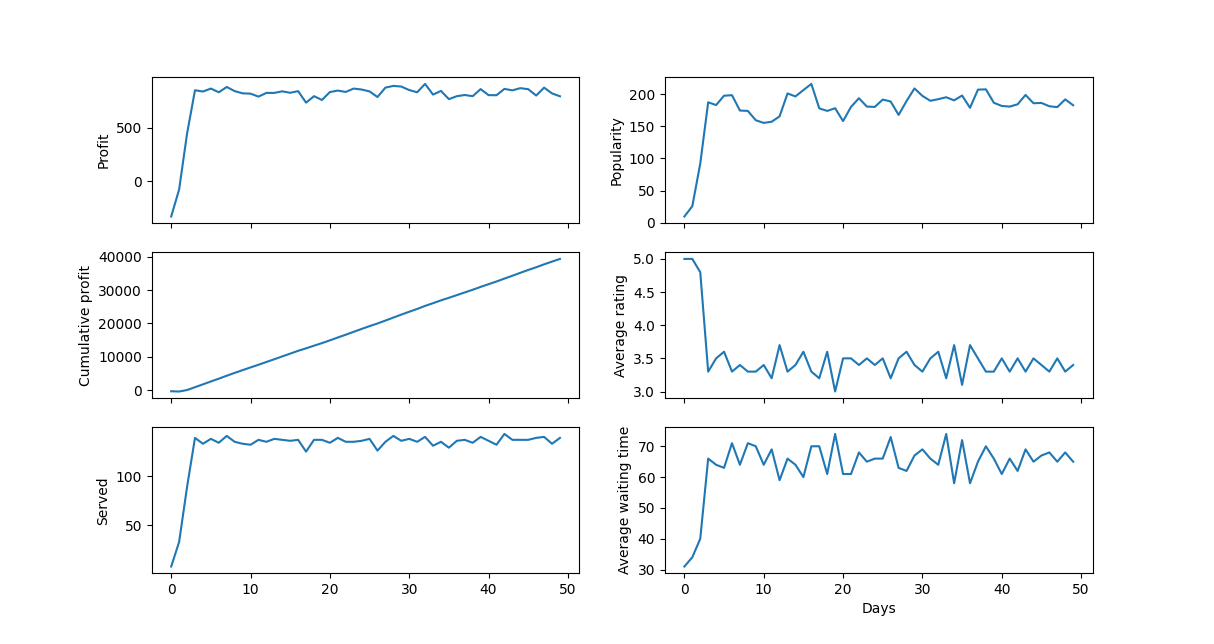 Profit
500
0
Popularity
200
150
100
50
0
Cumulative profit
40000
30000
20000
10000
0
Average rating
5.0
4.5
4.0
3.5
3.0
Served
100
50
0 10 20 30 40 50
Average waiting time
70
60
50
40
30
0 10 20 30 40 50
Days